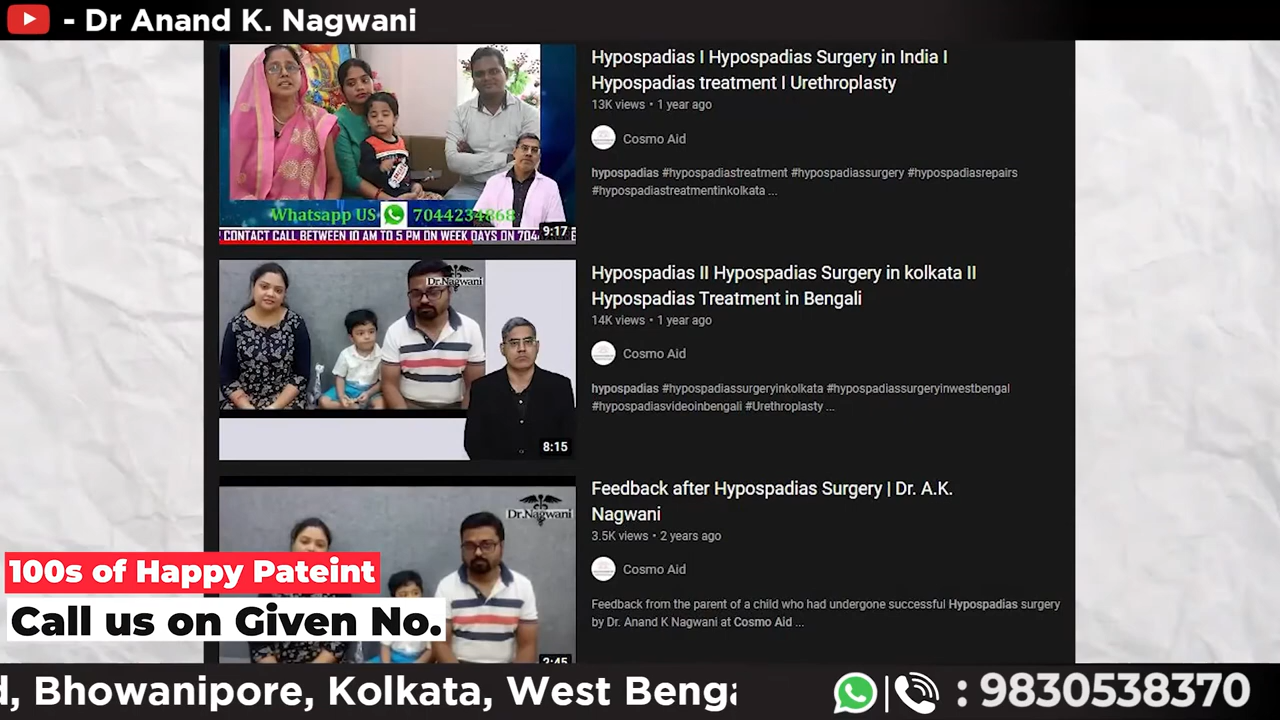 - Dr Anand K. Nagwani
Hypospadias I Hypospadias Surgery in India I
Hypospadias treatment I Urethroplasty
13K views • 1 year ago
Cosmo Aid
hypospadias #hypospadiastreatment #hypospadiassurgery #hypospadiasrepairs
#hypospadiastreatmentinkolkata ...
Whatsapp US 7044234868
CONTACT CALL BETWEEN 10 AM TO 5 PM ON WEEK DAYS ON 704
9:17
Dr.Nagwani
8:15
Hypospadias II Hypospadias Surgery in kolkata II
Hypospadias Treatment in Bengali
14K views • 1 year ago
Cosmo Aid
hypospadias #hypospadiassurgeryinkolkata #hypospadiassurgeryinwestbengal
#hypospadiasvideoinbengali #Urethroplasty ...
Dr.Nagwani
2:45
Feedback after Hypospadias Surgery | Dr. A.K.
Nagwani
3.5K views • 2 years ago
Cosmo Aid
Feedback from the parent of a child who had undergone successful Hypospadias surgery
by Dr. Anand K Nagwani at Cosmo Aid ...
100s of Happy Pateint
Call us on Given No.
d, Bhowanipore, Kolkata, West Beng
: 9830538370